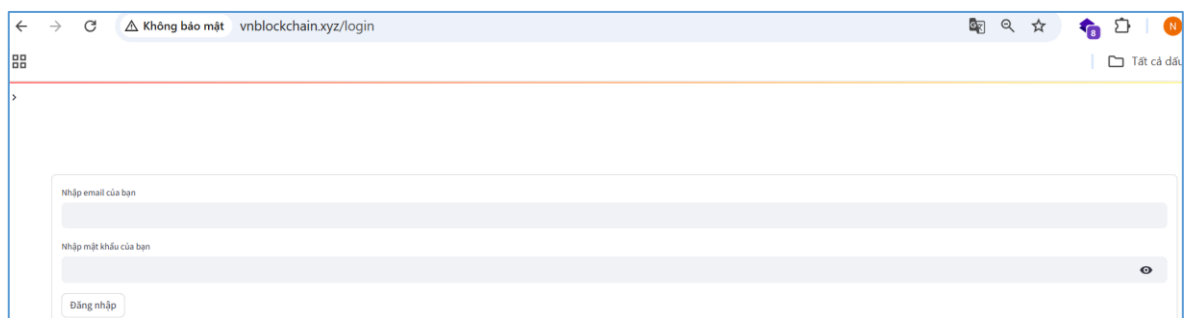 Không bảo mật vnblockchain.xyz/login 8 N
Tất cả dấu
Nhập email của bạn
Nhập mật khẩu của bạn
Đăng nhập